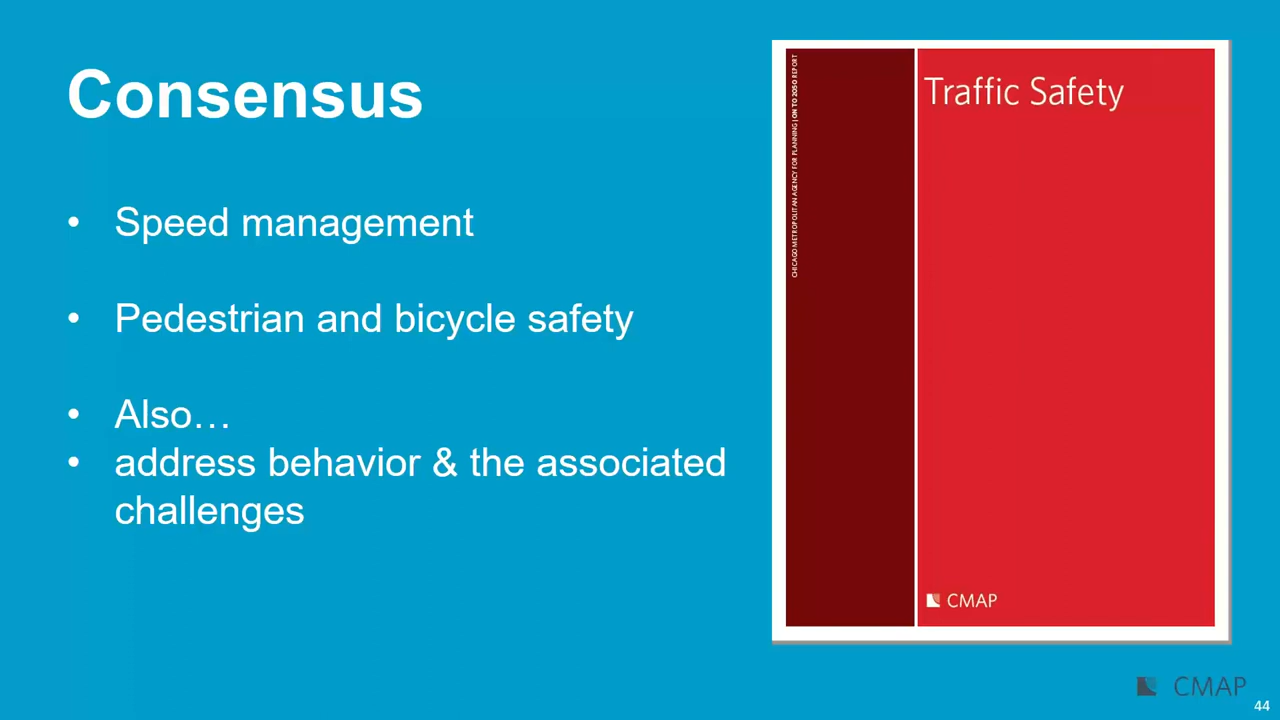 Consensus
• Speed management
• Pedestrian and bicycle safety
• Also…
• address behavior & the associated
challenges
CHICAGO METROPOLITAN AGENCY FOR PLANNING | ON TO 2050 REPORT
Traffic Safety
CMAP
CMAP
44